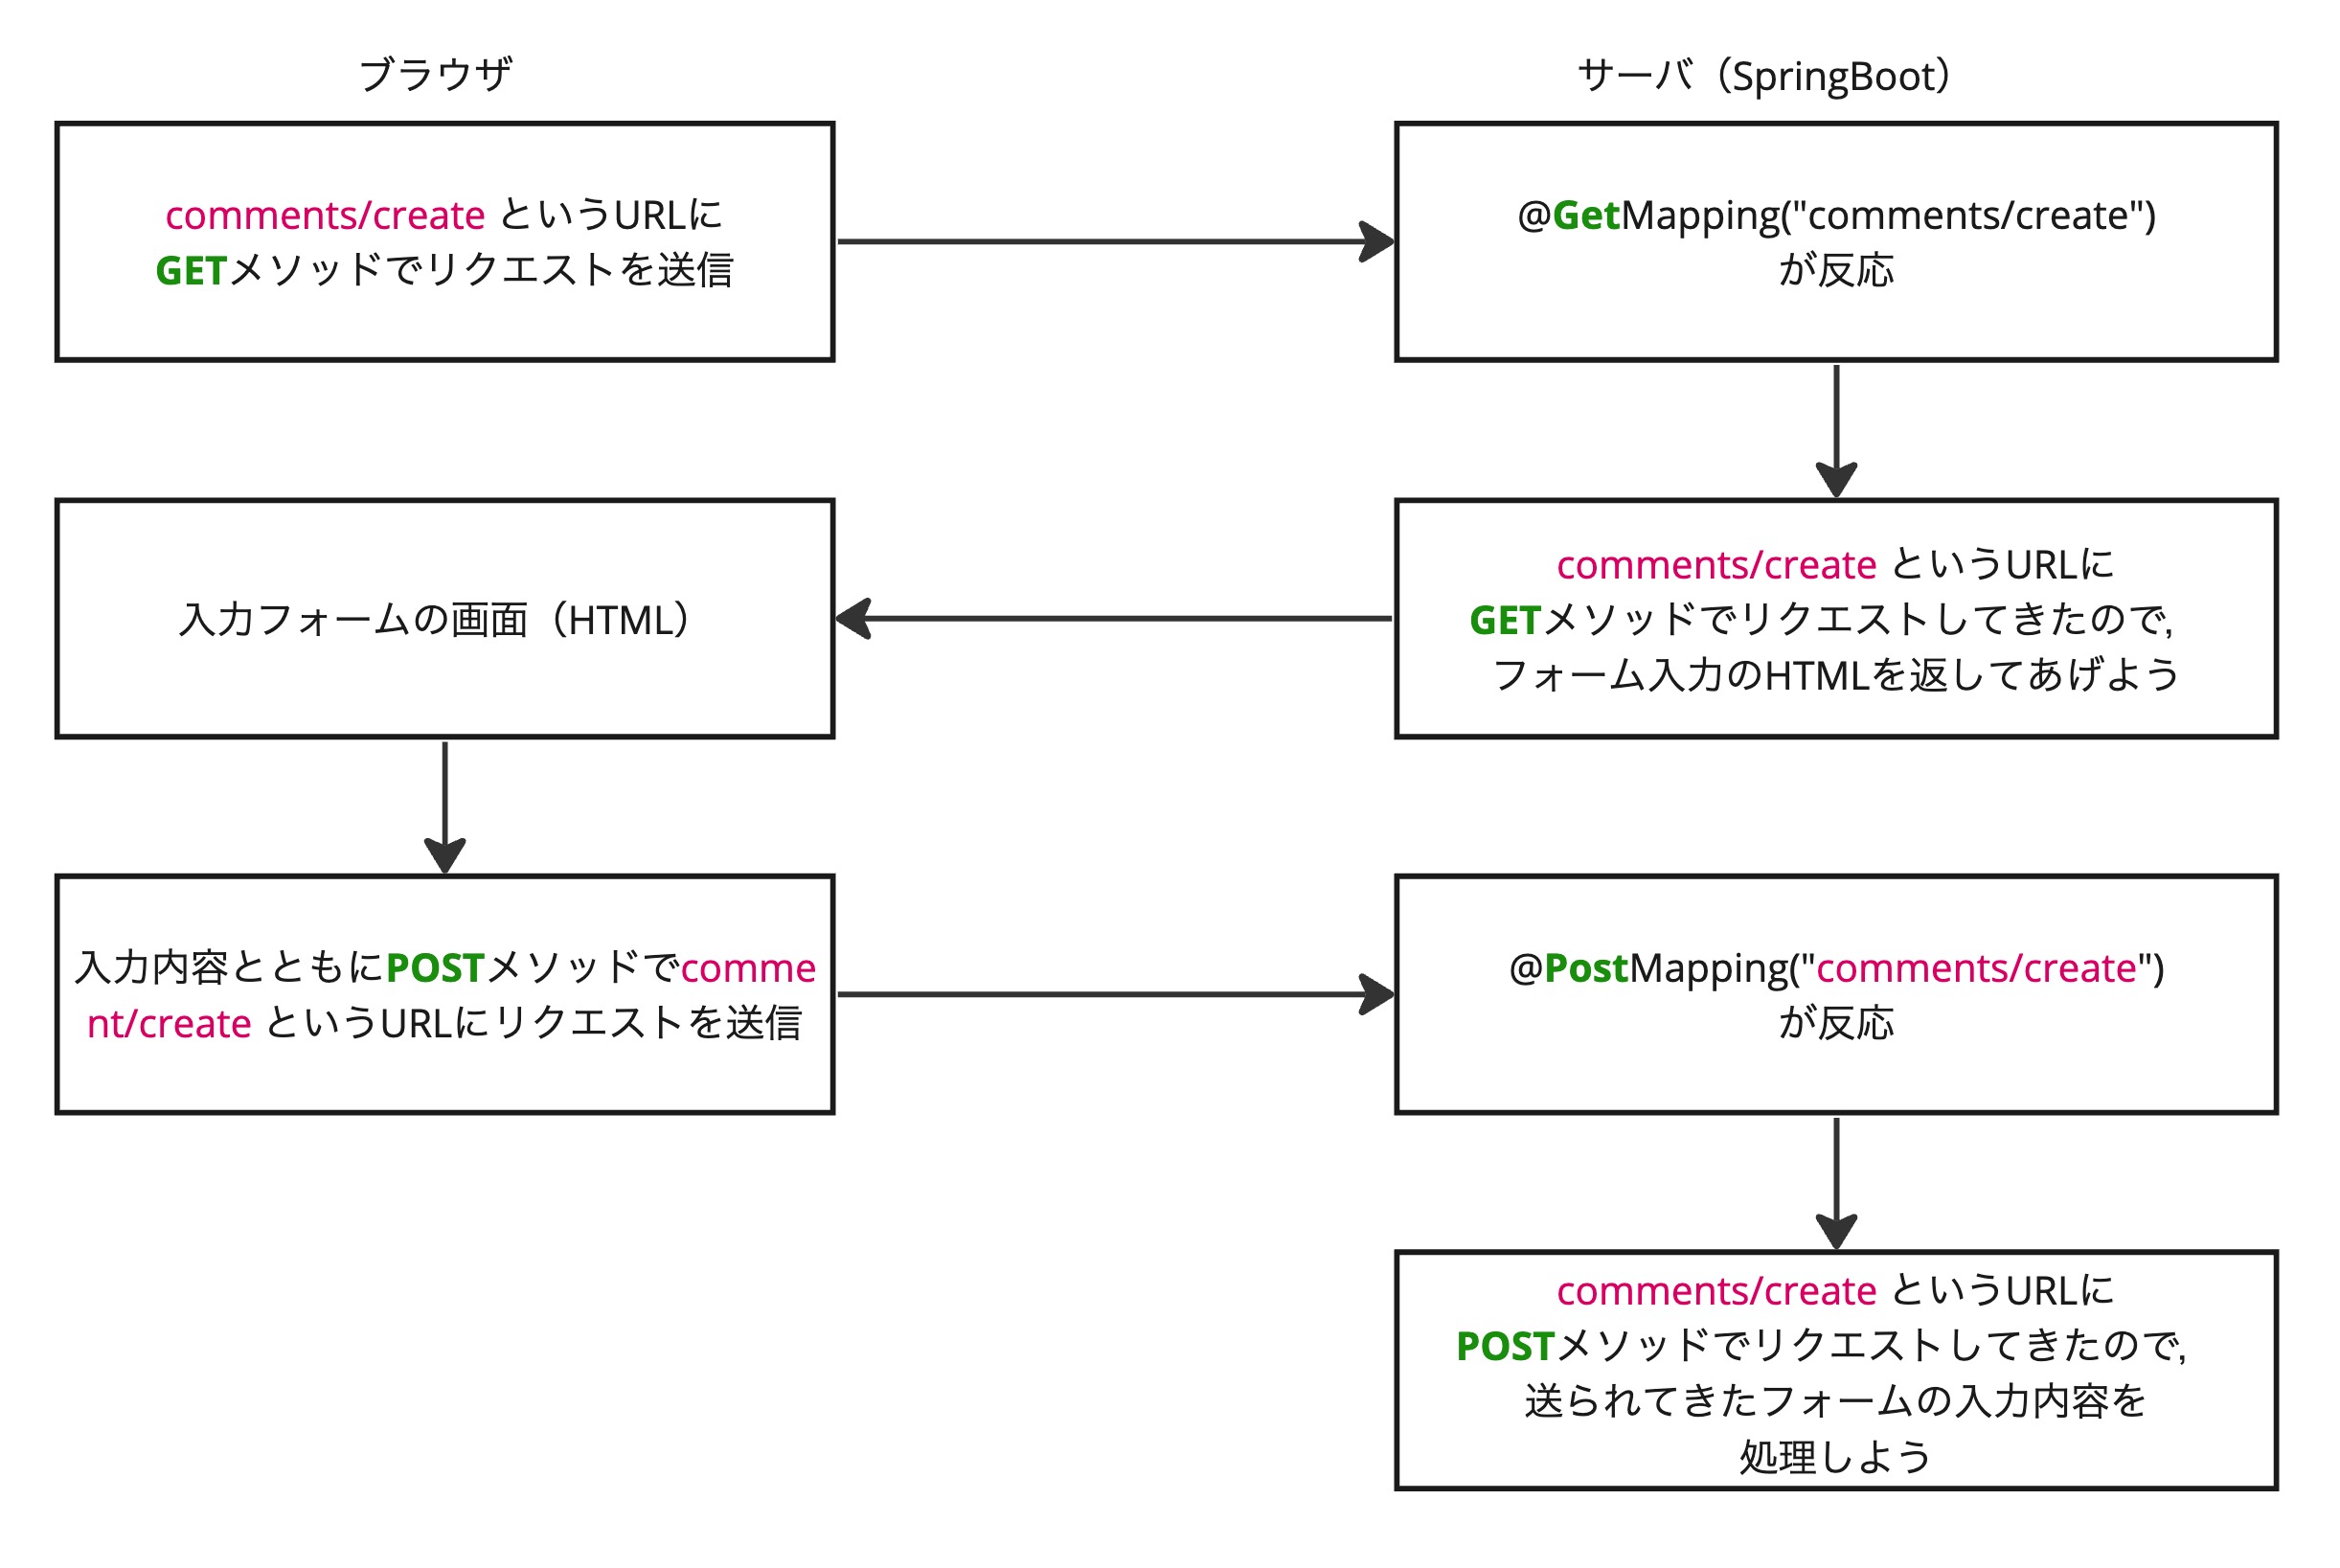 ブラウザ
サーバ（SpringBoot）
comments/create というURLに
GETメソッドでリクエストを送信
@GetMapping("comments/create")
が反応
入力フォームの画面（HTML）
comments/create というURLに
GETメソッドでリクエストしてきたので,
フォーム入力のHTMLを返してあげよう
入力内容とともにPOSTメソッドでcomme
nt/create というURLにリクエストを送信
@PostMapping("comments/create")
が反応
comments/create というURLに
POSTメソッドでリクエストしてきたので,
送られてきたフォームの入力内容を
処理しよう